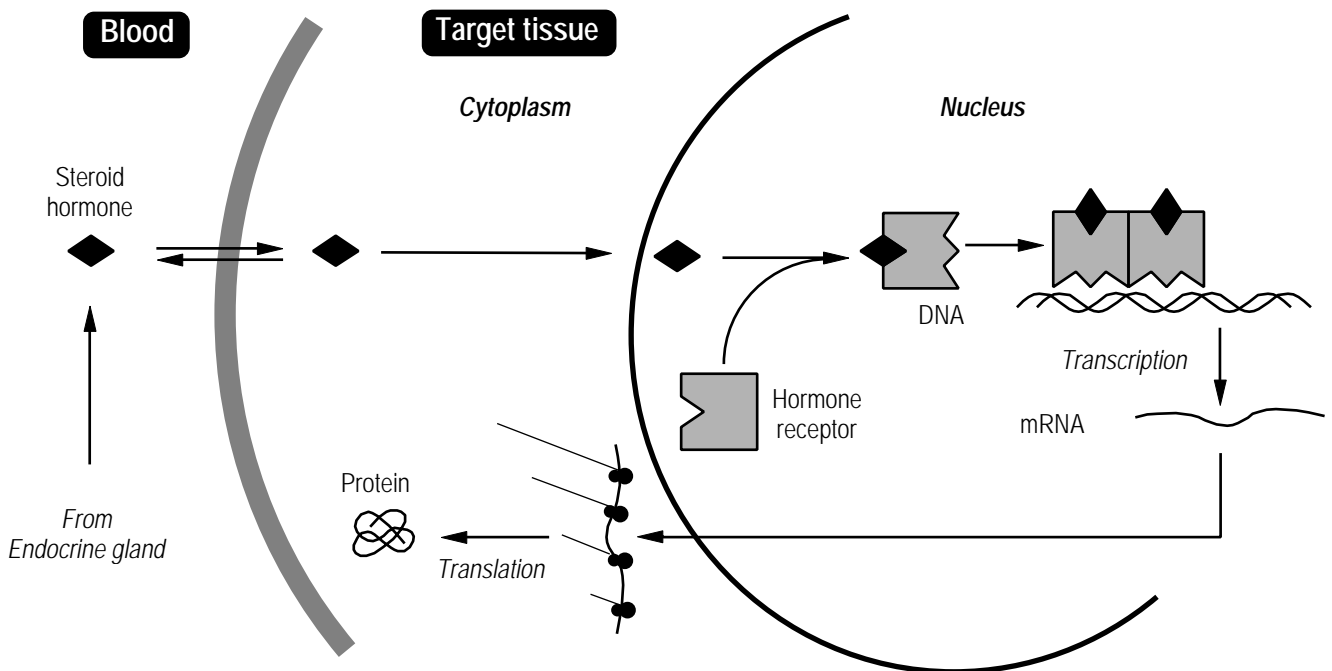 Blood
Target tissue
Cytoplasm
Nucleus
Steroid
hormone
DNA
Transcription
Hormone
receptor
mRNA
Protein
From
Endocrine gland
Translation